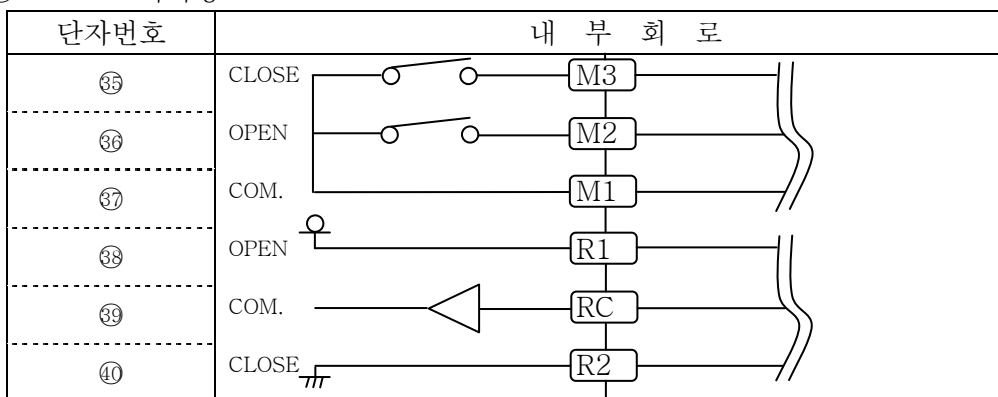 단자번호 내 부 회 로
㉟ CLOSE M3
㊱ OPEN M2
㊲ COM. M1
㊳ OPEN R1
㊴ COM. RC
㊵ CLOSE R2